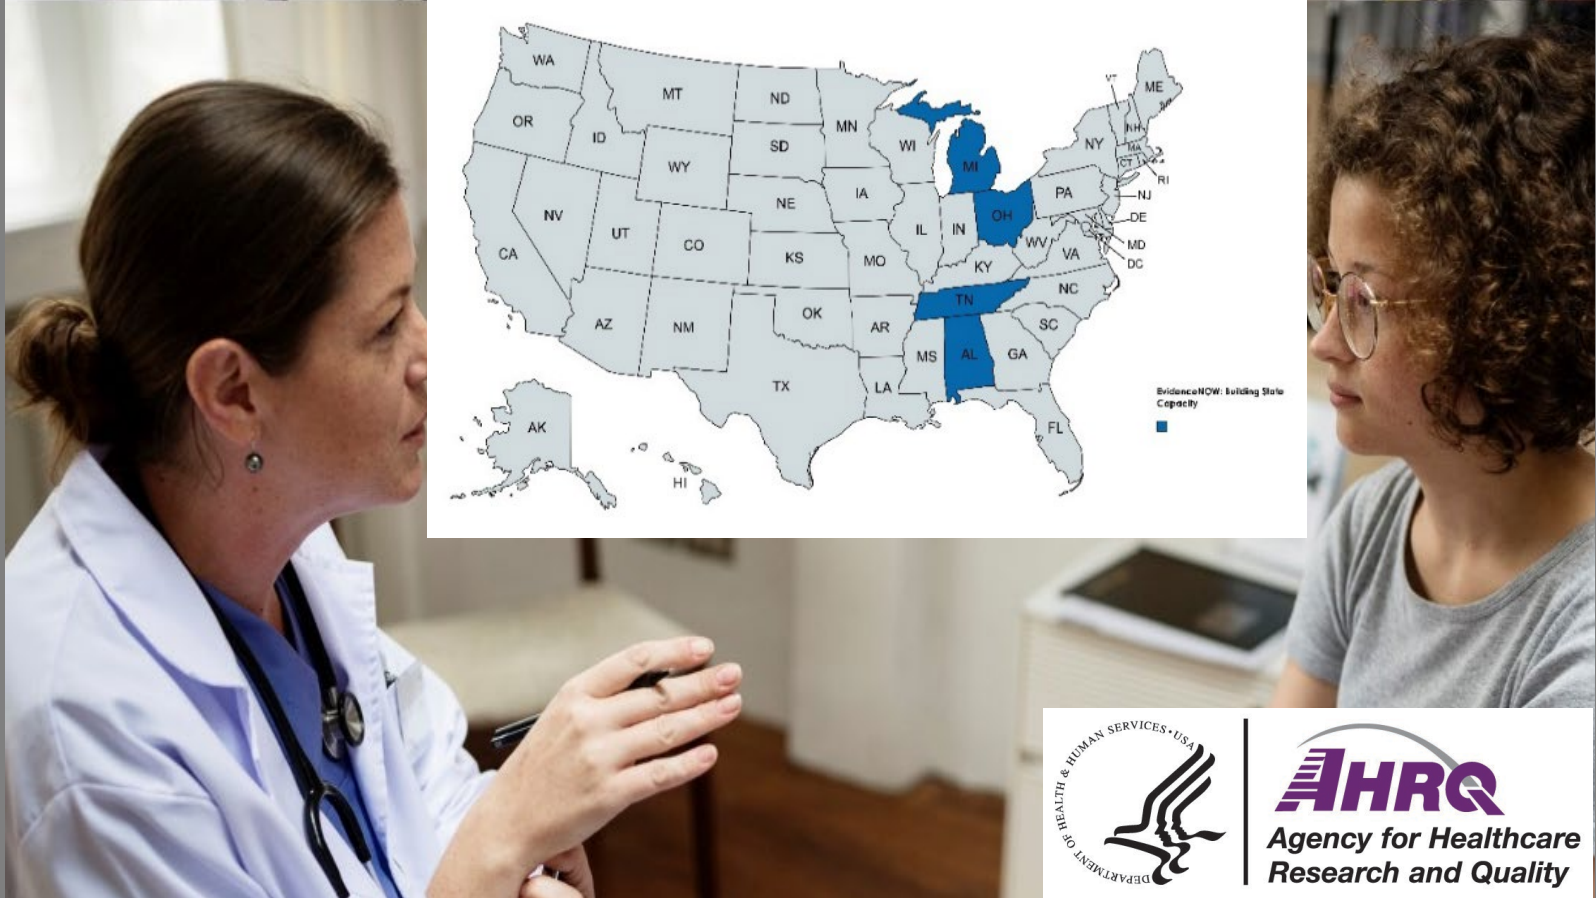 WA
MT
ND
MN
OR
ID
SD
WI
MI
WY
IA
NE
NV
UT
CO
IL
IN
OH
CA
KS
MO
KY
WV
VA
PA
NY
VT
ME
NH
MA
CT
RI
NJ
DE
MD
DC
AZ
NM
OK
AR
TN
NC
SC
MS
AL
GA
TX
LA
FL
AK
HI
EvidenceNOW: Building State
Capacity
DEPARTMENT OF HEALTH & HUMAN SERVICES • USA
AHRQ
Agency for Healthcare
Research and Quality